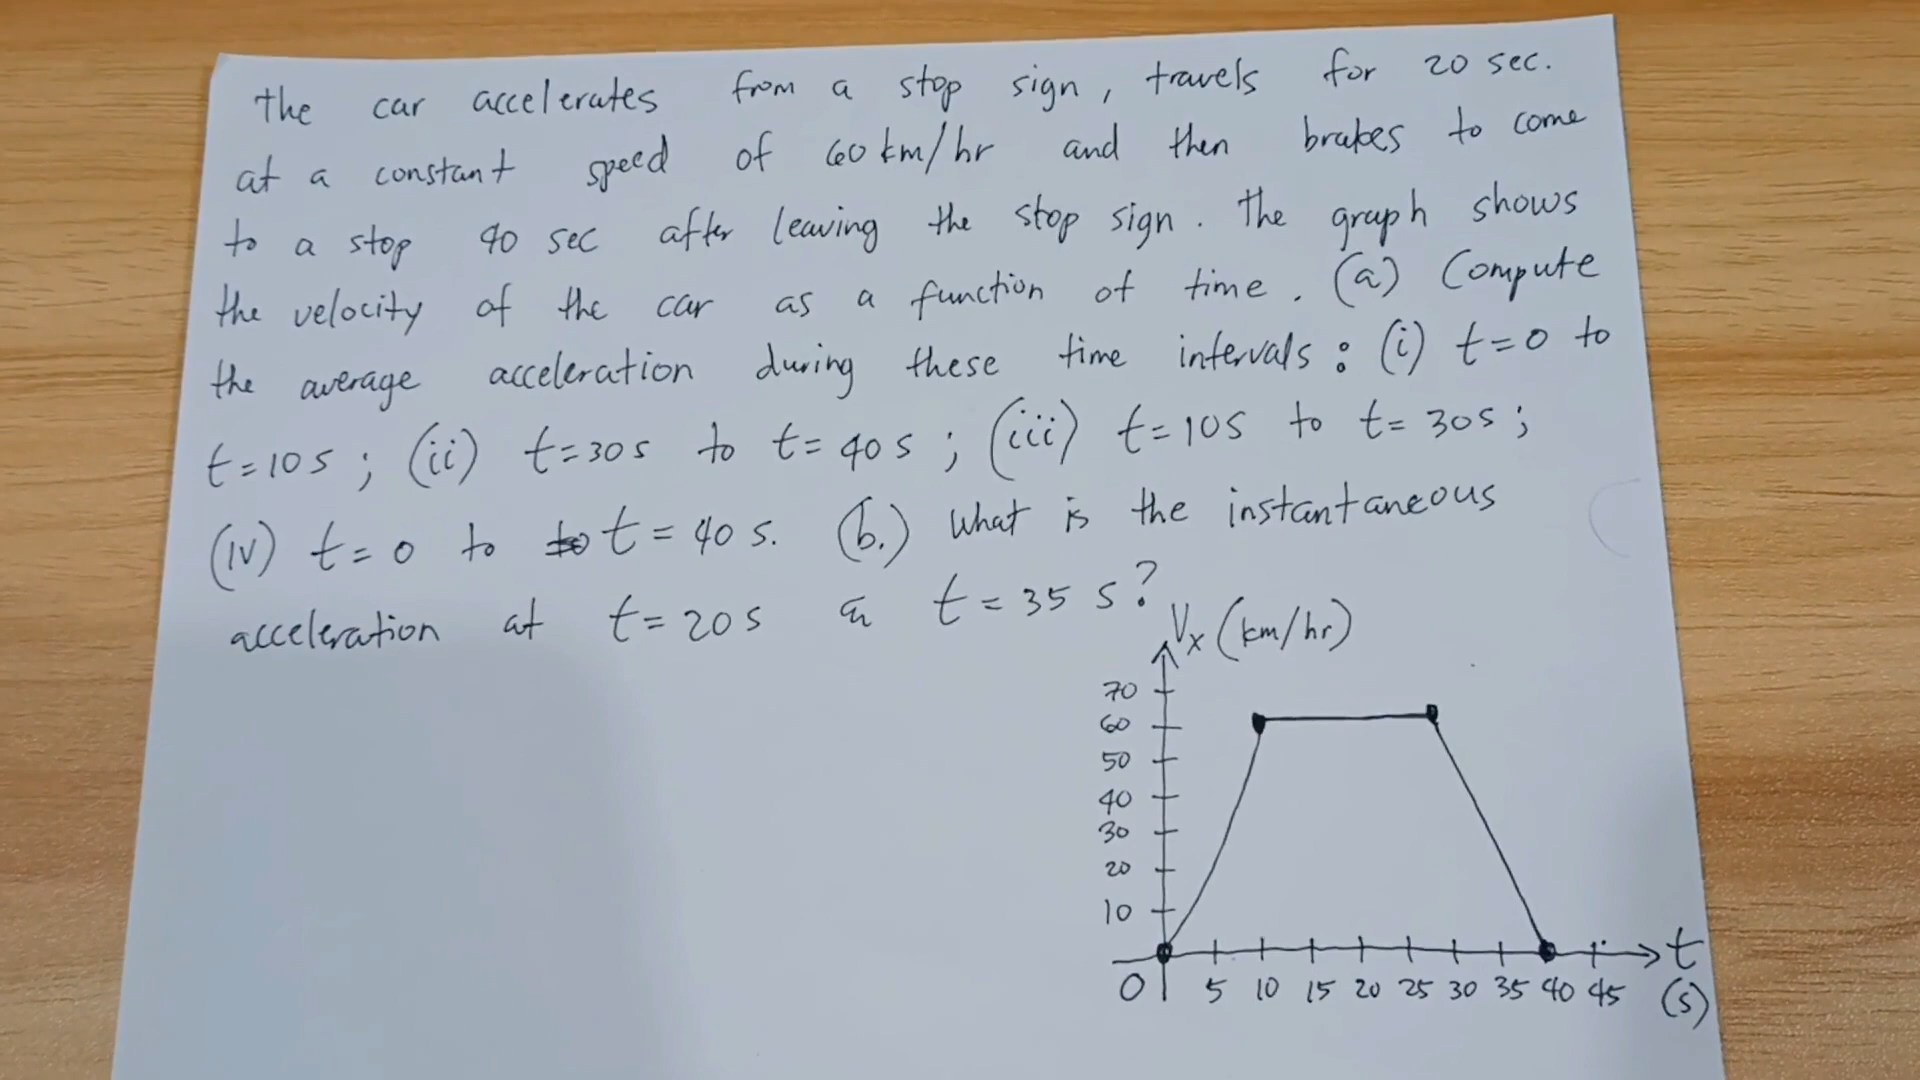 The car accelerates from a stop sign, travels for 20 sec.
at a constant speed of 60 km/hr and then brakes to come
to a stop 40 sec after leaving the stop sign. The graph shows
the velocity of the car as a function of time. (a) Compute
the average acceleration during these time intervals: (i) t=0 to
t=10s; (ii) t=30s to t=40s; (iii) t=10s to t=30s;
(iv) t=0 to t=40s. (b.) What is the instantaneous
acceleration at t=20s & t=35s?
Vx (km/hr)
70
60
50
40
30
20
10
0 5 10 15 20 25 30 35 40 45 t (s)